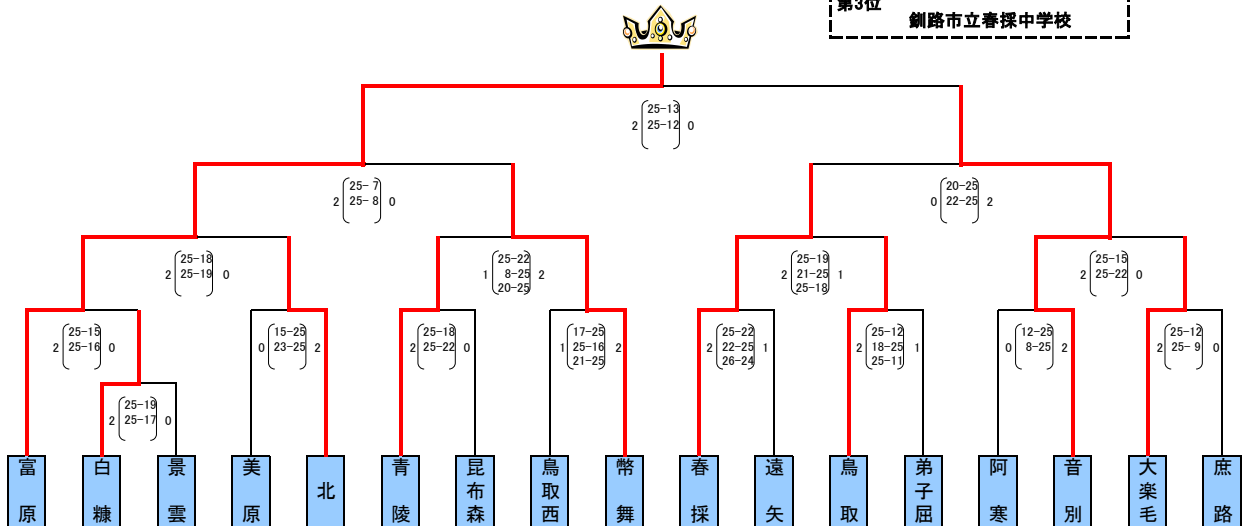 第3位
釧路市立春採中学校
25-13
2 25-12 0
25- 7
2 25- 8 0
20-25
0 22-25 2
25-18
2 25-19 0
25-22
1 8-25 2
20-25
25-19
2 21-25 1
25-18
25-15
2 25-22 0
25-15
2 25-16 0
15-25
0 23-25 2
25-18
2 25-22 0
17-25
1 25-16 2
21-25
25-22
2 22-25 1
26-24
25-12
2 18-25 1
25-11
12-25
0 8-25 2
25-12
2 25- 9 0
25-19
2 25-17 0
富原
白糠
景雲
美原
北
青陵
昆布森
鳥取西
幣舞
春採
遠矢
鳥取
弟子屈
阿寒
音別
大楽毛
庶路